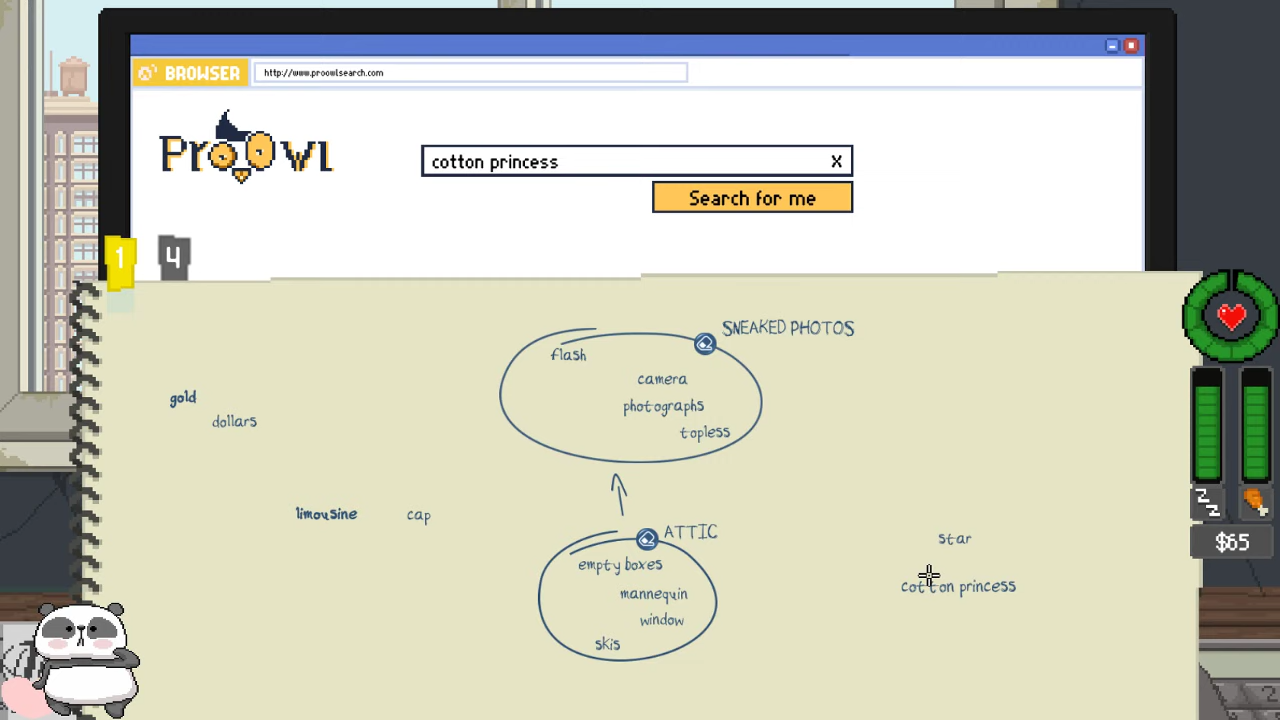 BROWSER
http://www.proowlsearch.com
PrOOwl
cotton princess X
Search for me
1 4
SNEAKED PHOTOS
flash
camera
gold
photographs
dollars
topless
limousine cap
ATTIC
star
empty boxes
cotton princess
mannequin
window
skis
Z
Z
$65
2